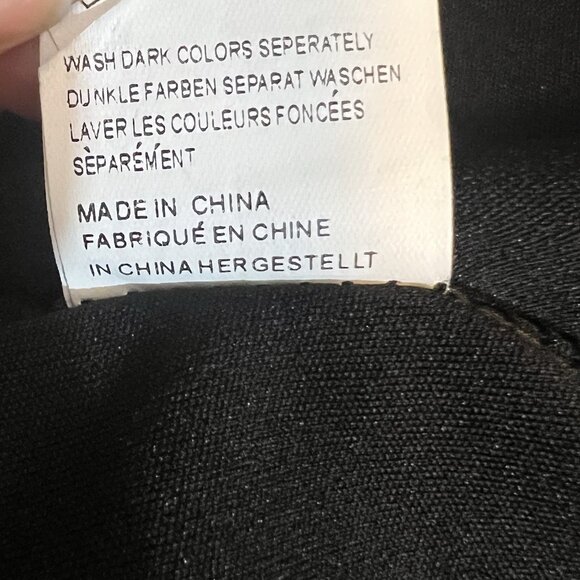 WASH DARK COLORS SEPERATELY
DUNKLE FARBEN SEPARAT WASCHEN
LAVER LES COULEURS FONCÉES
SÈPARÉMENT
MADE IN CHINA
FABRIQUÉ EN CHINE
IN CHINA HERGESTELLT